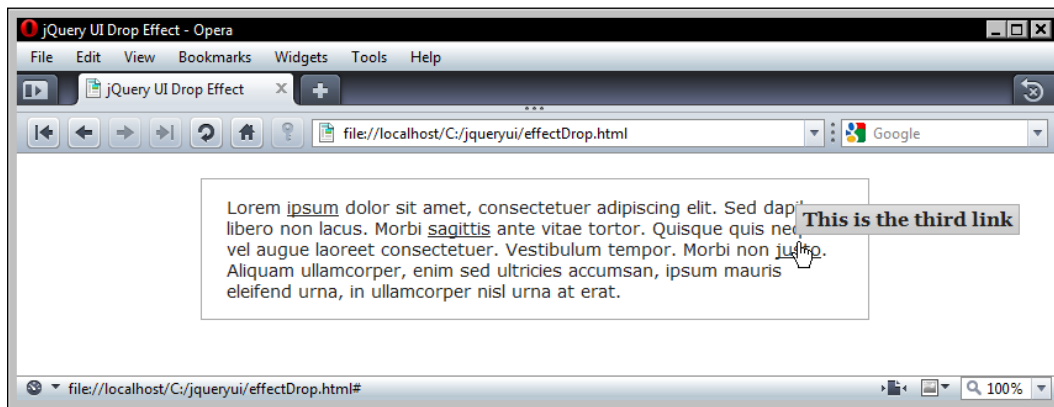 jQuery UI Drop Effect - Opera
File Edit View Bookmarks Widgets Tools Help
jQuery UI Drop Effect
file://localhost/C:/jqueryui/effectDrop.html Google
Lorem ipsum dolor sit amet, consectetuer adipiscing elit. Sed
This is the third link
libero non lacus. Morbi sagittis ante vitae tortor. Quisque quis
vel augue laoreet consectetuer. Vestibulum tempor. Morbi non justo.
Aliquam ullamcorper, enim sed ultricies accumsan, ipsum mauris
eleifend urna, in ullamcorper nisl urna at erat.
file://localhost/C:/jqueryui/effectDrop.html# 100%